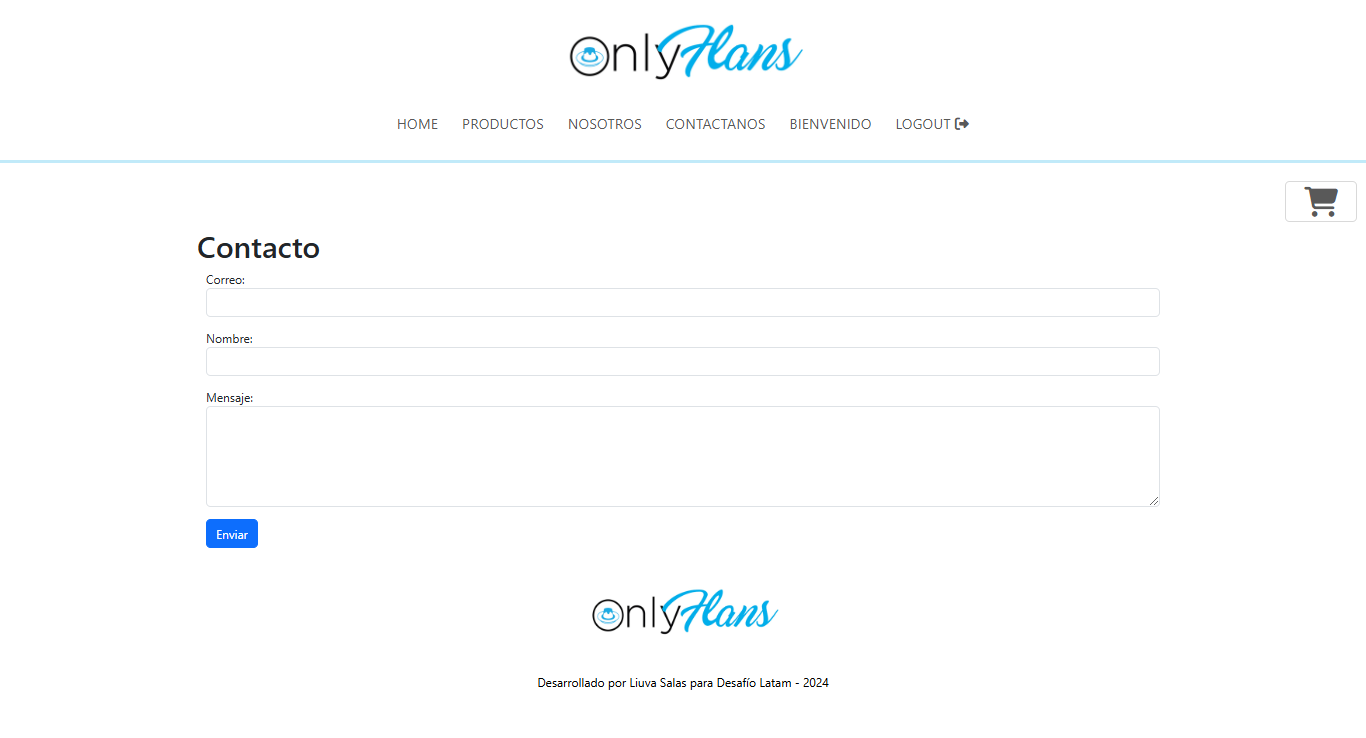 OnlyFlans
HOME PRODUCTOS NOSOTROS CONTACTANOS BIENVENIDO LOGOUT
Contacto
Correo:
Nombre:
Mensaje:
Enviar
OnlyFlans
Desarrollado por Liuva Salas para Desafío Latam - 2024